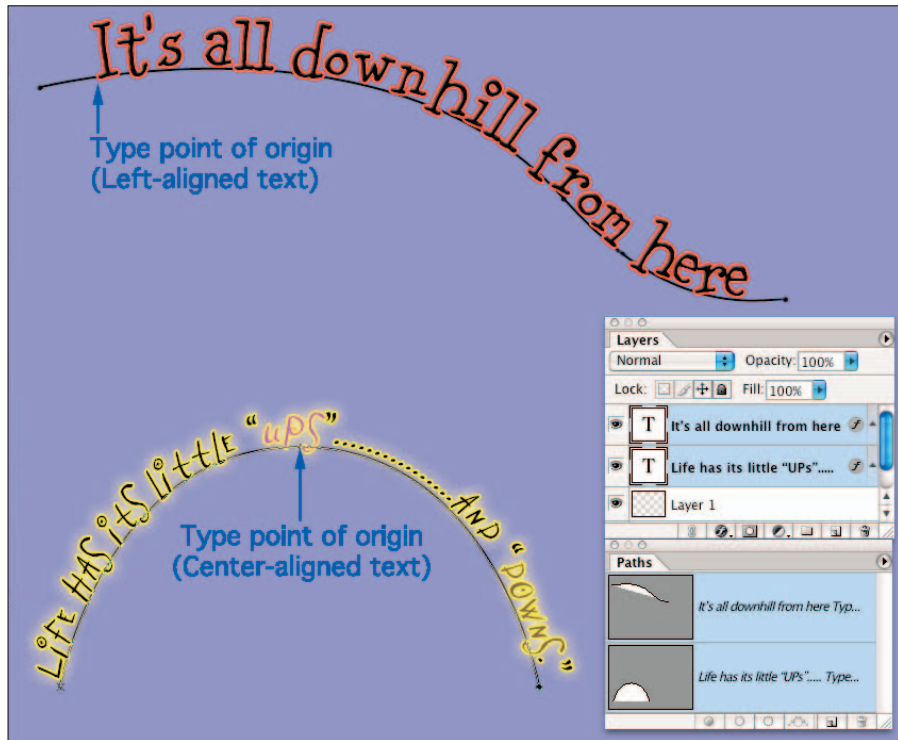 It's all downhill from here
Type point of origin
(Left-aligned text)
LiFE HAS itS Little “uPS”....................AND “DOWNS.”
Type point of origin
(Center-aligned text)
Layers
Normal Opacity: 100%
Lock: Fill: 100%
T It's all downhill from here
T Life has its little “UPs”.....
Layer 1
Paths
It's all downhill from here Typ...
Life has its little “UPs”..... Type...